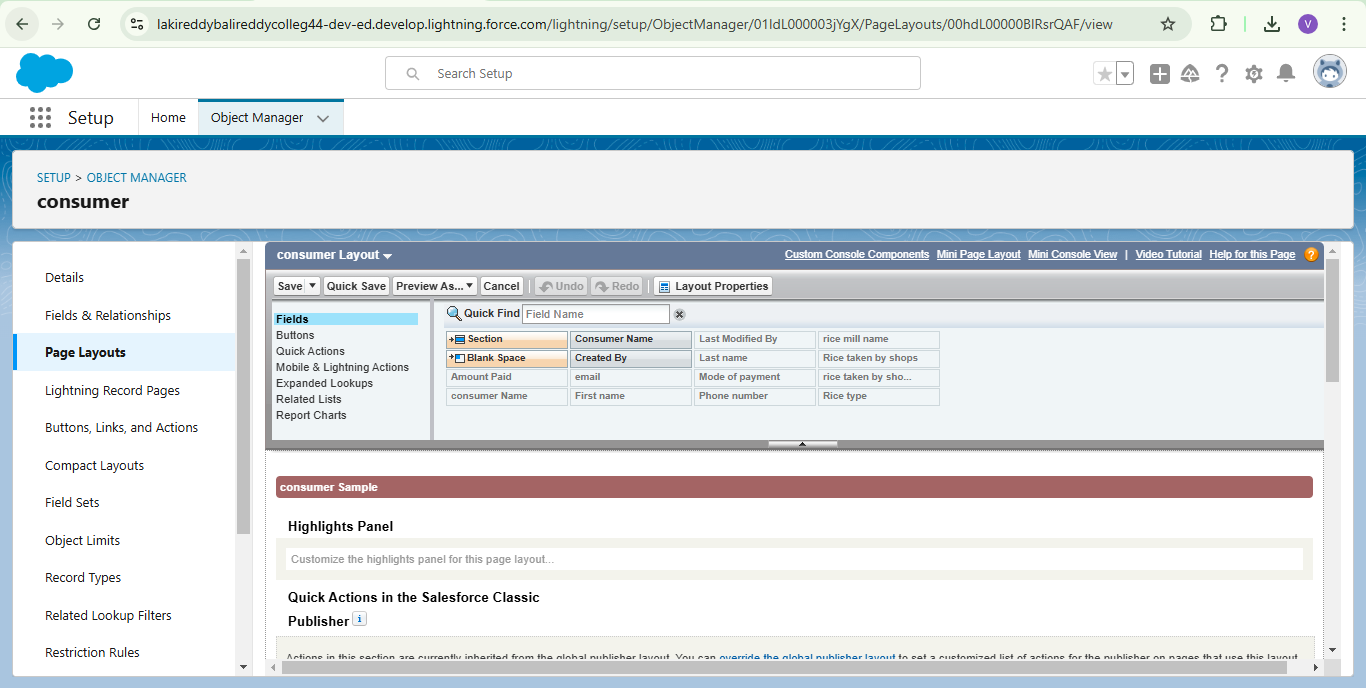 lakireddybalireddycolleg44-dev-ed.develop.lightning.force.com/lightning/setup/ObjectManager/01IdL000003jYgX/PageLayouts/00hdL00000BIRsrQAF/view
V
Search Setup
Setup
Home
Object Manager
SETUP > OBJECT MANAGER
consumer
Details
Fields & Relationships
Page Layouts
Lightning Record Pages
Buttons, Links, and Actions
Compact Layouts
Field Sets
Object Limits
Record Types
Related Lookup Filters
Restriction Rules
consumer Layout
Custom Console Components Mini Page Layout Mini Console View | Video Tutorial Help for this Page ?
Save Quick Save Preview As... Cancel Undo Redo Layout Properties
Fields
Buttons
Quick Actions
Mobile & Lightning Actions
Expanded Lookups
Related Lists
Report Charts
Quick Find Field Name
Section Consumer Name Last Modified By rice mill name
Blank Space Created By Last name Rice taken by shops
Amount Paid email Mode of payment rice taken by sho...
consumer Name First name Phone number Rice type
consumer Sample
Highlights Panel
Customize the highlights panel for this page layout...
Quick Actions in the Salesforce Classic
Publisher i
Actions in this section are currently inherited from the global publisher layout. You can override the global publisher layout to set a customized list of actions for the publisher on pages that use this layout.